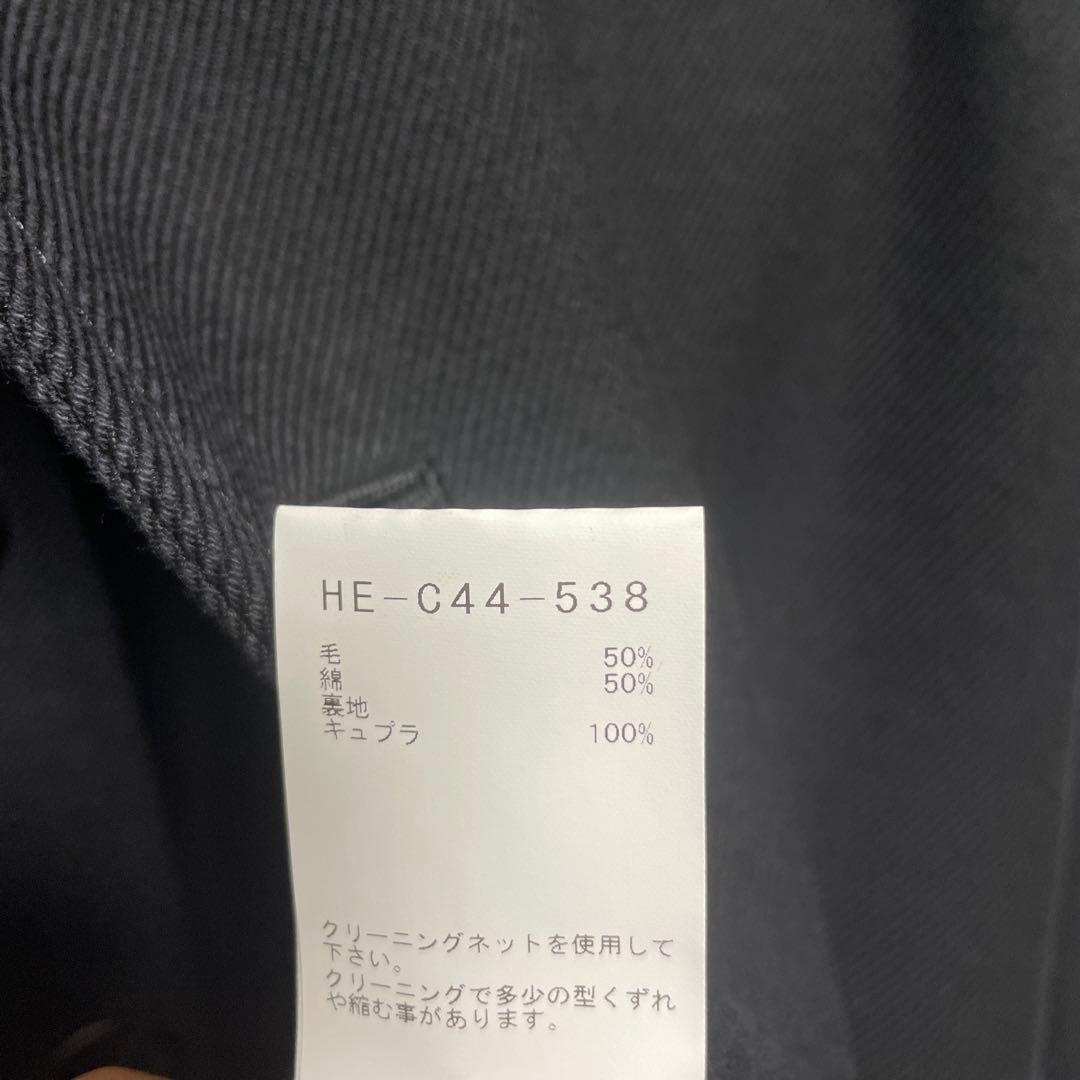 HE-C44-538
毛 50%
綿 50%
裏地
キュプラ 100%
クリーニングネットを使用して
下さい。
クリーニングで多少の型くずれ
や縮む事があります。